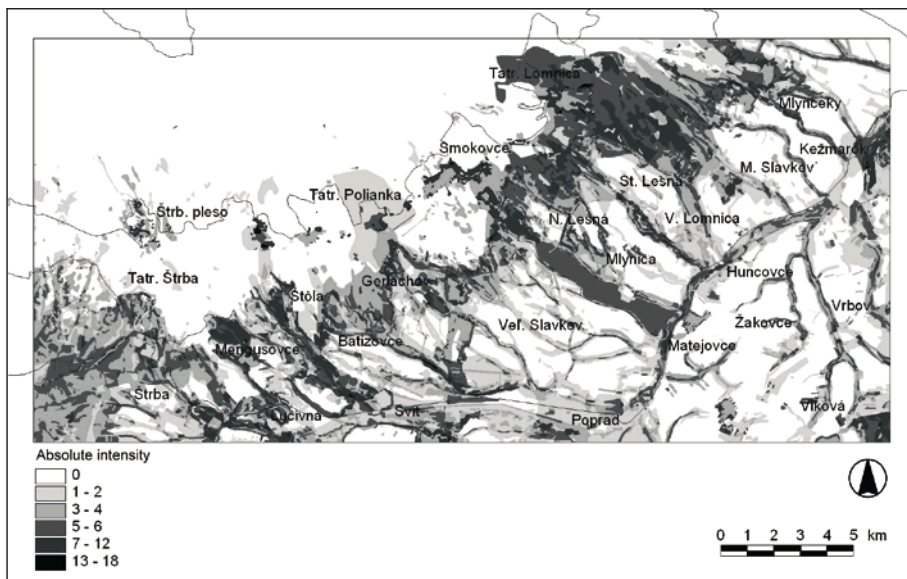 Tatr. Lomnica
Mlynčeky
Kežmarok
Smokovce
M. Slavkov
St. Lesná
Tatr. Polianka
Štrb. pleso
N. Lesná
V. Lomnica
Mlynica
Tatr. Štrba
Gerlachov
Huncovce
Štôla
Vrbov
Veľ. Slavkov
Žakovce
Batizovce
Mengusovce
Matejovce
Štrba
Vlková
Lučivná
Svit
Poprad
Absolute intensity
0
1 - 2
3 - 4
5 - 6
7 - 12
13 - 18
0 1 2 3 4 5 km